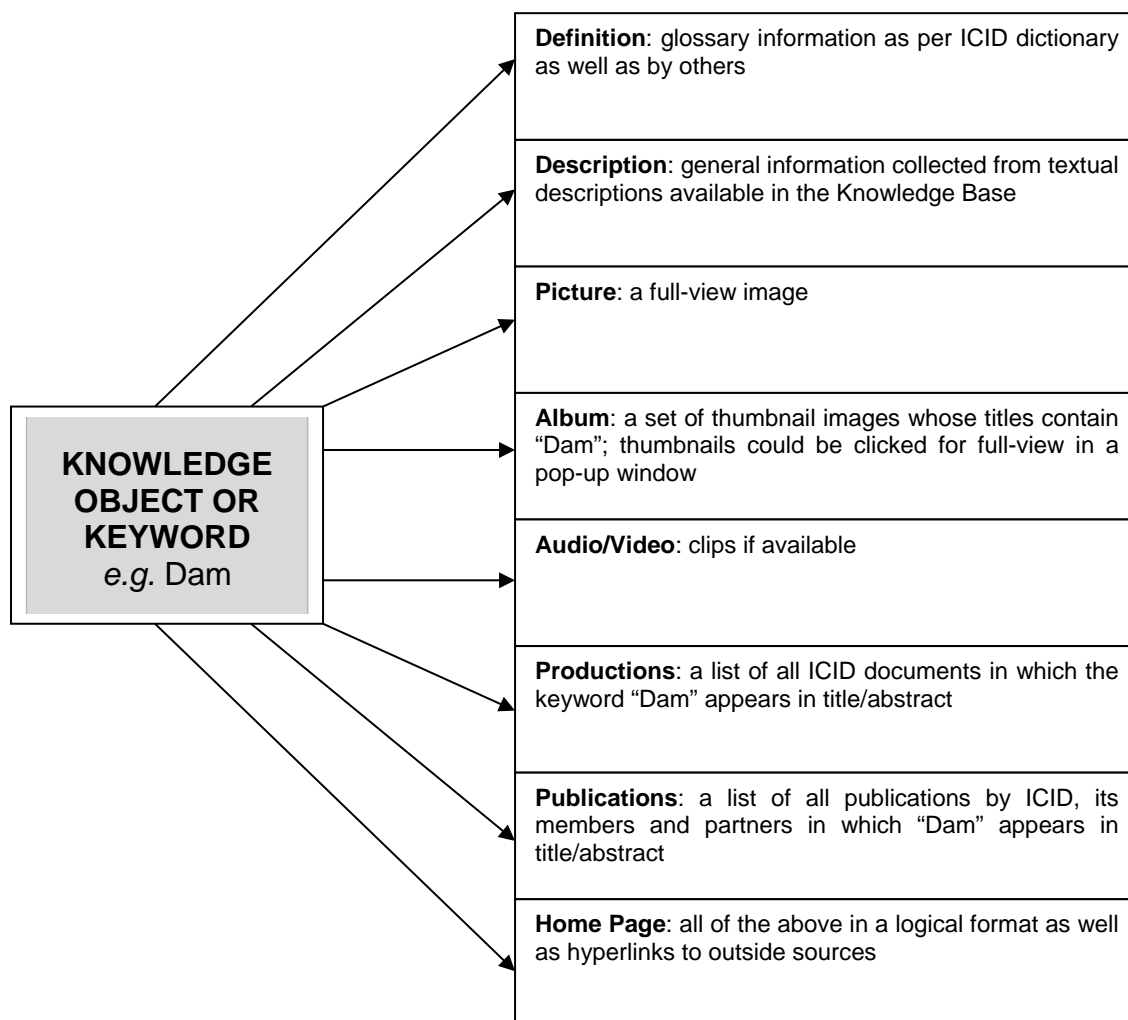 KNOWLEDGE
OBJECT OR
KEYWORD
e.g. Dam
Definition: glossary information as per ICID dictionary
as well as by others
Description: general information collected from textual
descriptions available in the Knowledge Base
Picture: a full-view image
Album: a set of thumbnail images whose titles contain
“Dam”; thumbnails could be clicked for full-view in a
pop-up window
Audio/Video: clips if available
Productions: a list of all ICID documents in which the
keyword “Dam” appears in title/abstract
Publications: a list of all publications by ICID, its
members and partners in which “Dam” appears in
title/abstract
Home Page: all of the above in a logical format as well
as hyperlinks to outside sources